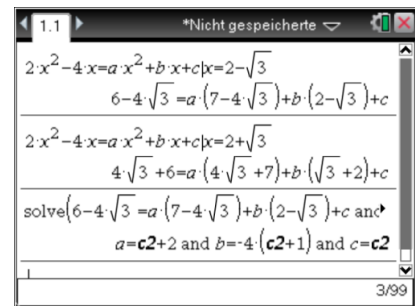 1.1 *Nicht gespeicherte
2·x²−4·x=a·x²+b·x+c|x=2−√3
6−4·√3=a·(7−4·√3)+b·(2−√3)+c
2·x²−4·x=a·x²+b·x+c|x=2+√3
4·√3+6=a·(4·√3+7)+b·(√3+2)+c
solve(6−4·√3=a·(7−4·√3)+b·(2−√3)+c and
a=c2+2 and b=-4·(c2+1) and c=c2
3/99